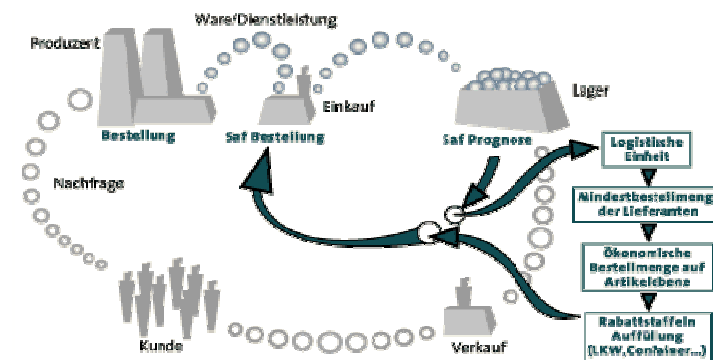 Ware/Dienstleistung
Produzent
Lager
Einkauf
Bestellung
Saf Bestellung
Saf Prognose
Logistische
Einheit
Nachfrage
Mindestbestellmeng
der Lieferanten
Ökonomische
Bestellmenge auf
Artikelebene
Rabattstaffeln
Auffüllung
(LKW, Container...)
Kunde
Verkauf